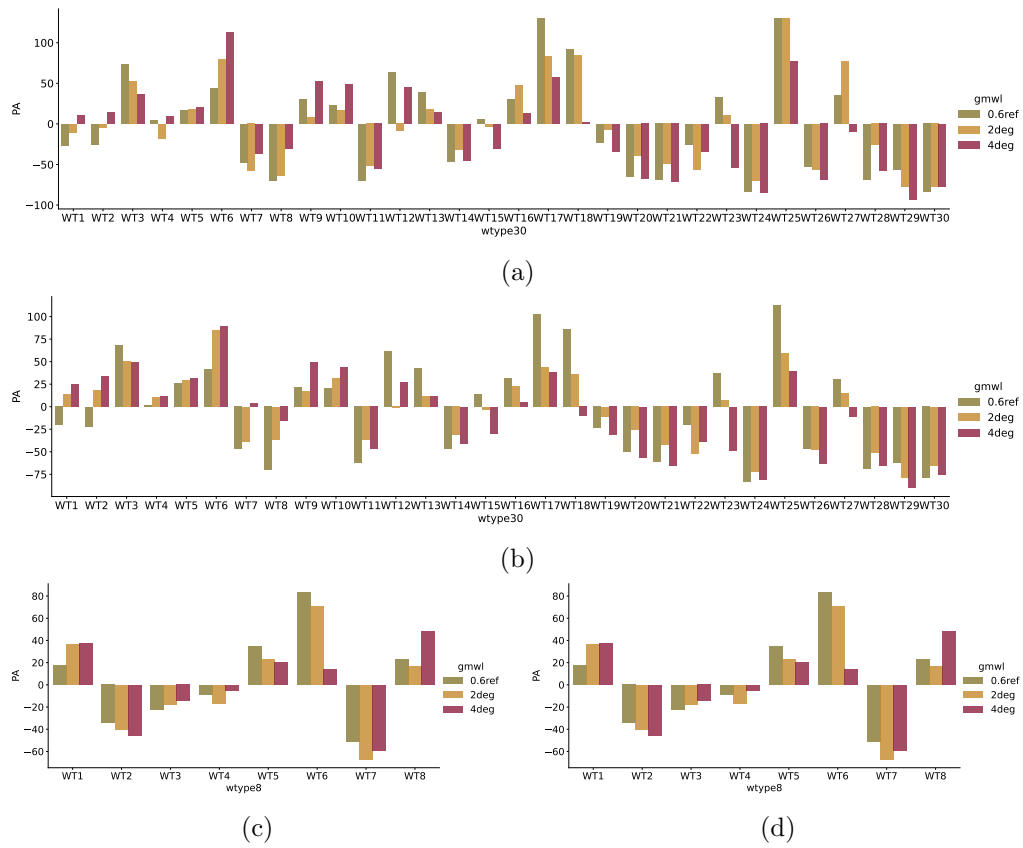 100
50
0
−50
−100
PA
WT1 WT2 WT3 WT4 WT5 WT6 WT7 WT8 WT9 WT10 WT11 WT12 WT13 WT14 WT15 WT16 WT17 WT18 WT19 WT20 WT21 WT22 WT23 WT24 WT25 WT26 WT27 WT28 WT29 WT30
wtype30
gmwl
0.6ref
2deg
4deg
(a)
100
75
50
25
0
−25
−50
−75
PA
WT1 WT2 WT3 WT4 WT5 WT6 WT7 WT8 WT9 WT10 WT11 WT12 WT13 WT14 WT15 WT16 WT17 WT18 WT19 WT20 WT21 WT22 WT23 WT24 WT25 WT26 WT27 WT28 WT29 WT30
wtype30
gmwl
0.6ref
2deg
4deg
(b)
80
60
40
20
0
−20
−40
−60
PA
WT1 WT2 WT3 WT4 WT5 WT6 WT7 WT8
wtype8
gmwl
0.6ref
2deg
4deg
(c)
80
60
40
20
0
−20
−40
−60
PA
WT1 WT2 WT3 WT4 WT5 WT6 WT7 WT8
wtype8
gmwl
0.6ref
2deg
4deg
(d)